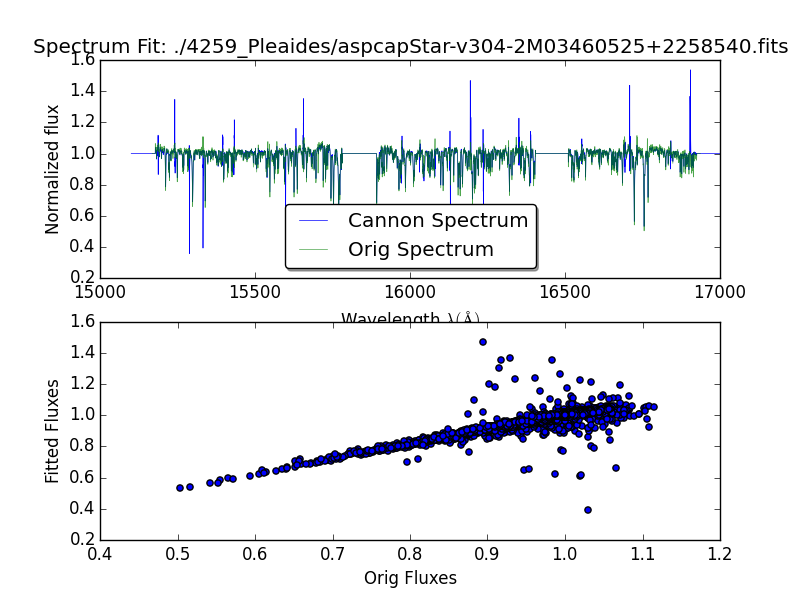 Spectrum Fit: ./4259_Pleaides/aspcapStar-v304-2M03460525+2258540.fits
1.6
1.4
1.2
1.0
0.8
0.6
0.4
0.2
Normalized flux
Cannon Spectrum
Orig Spectrum
15000 15500 16000 16500 17000
Wavelength λ(Å)
1.6
1.4
1.2
1.0
0.8
0.6
0.4
0.2
Fitted Fluxes
0.4 0.5 0.6 0.7 0.8 0.9 1.0 1.1 1.2
Orig Fluxes